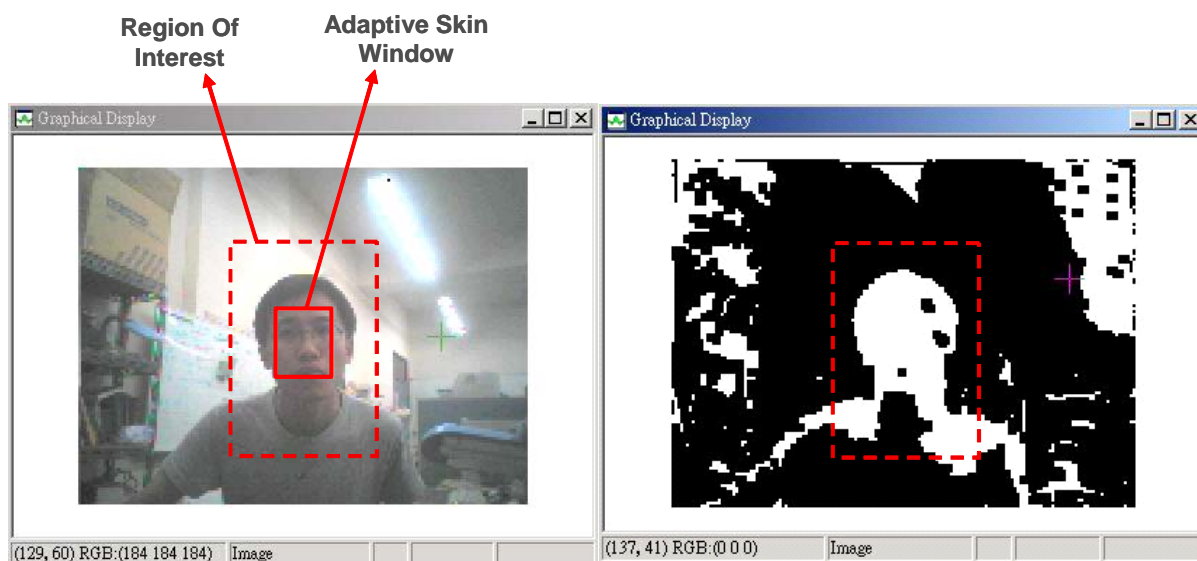 Region Of
Interest
Adaptive Skin
Window
Graphical Display
Graphical Display
(129, 60) RGB:(184 184 184) Image
(137, 41) RGB:(0 0 0) Image